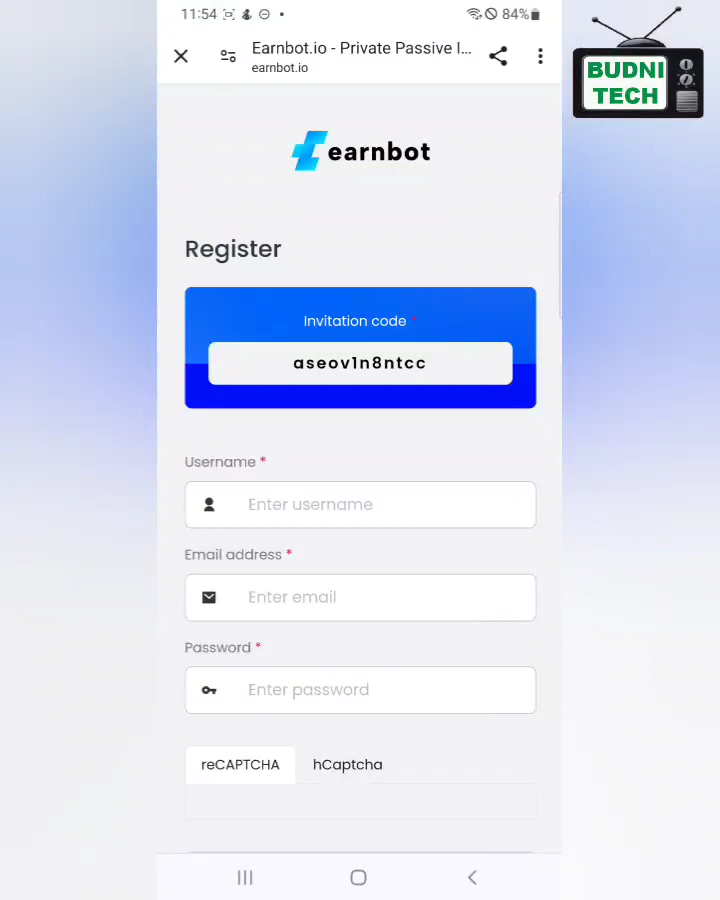 11:54
84%
Earnbot.io - Private Passive I...
earnbot.io
BUDNI
TECH
earnbot
Register
Invitation code *
aseov1n8ntcc
Username *
Enter username
Email address *
Enter email
Password *
Enter password
reCAPTCHA hCaptcha